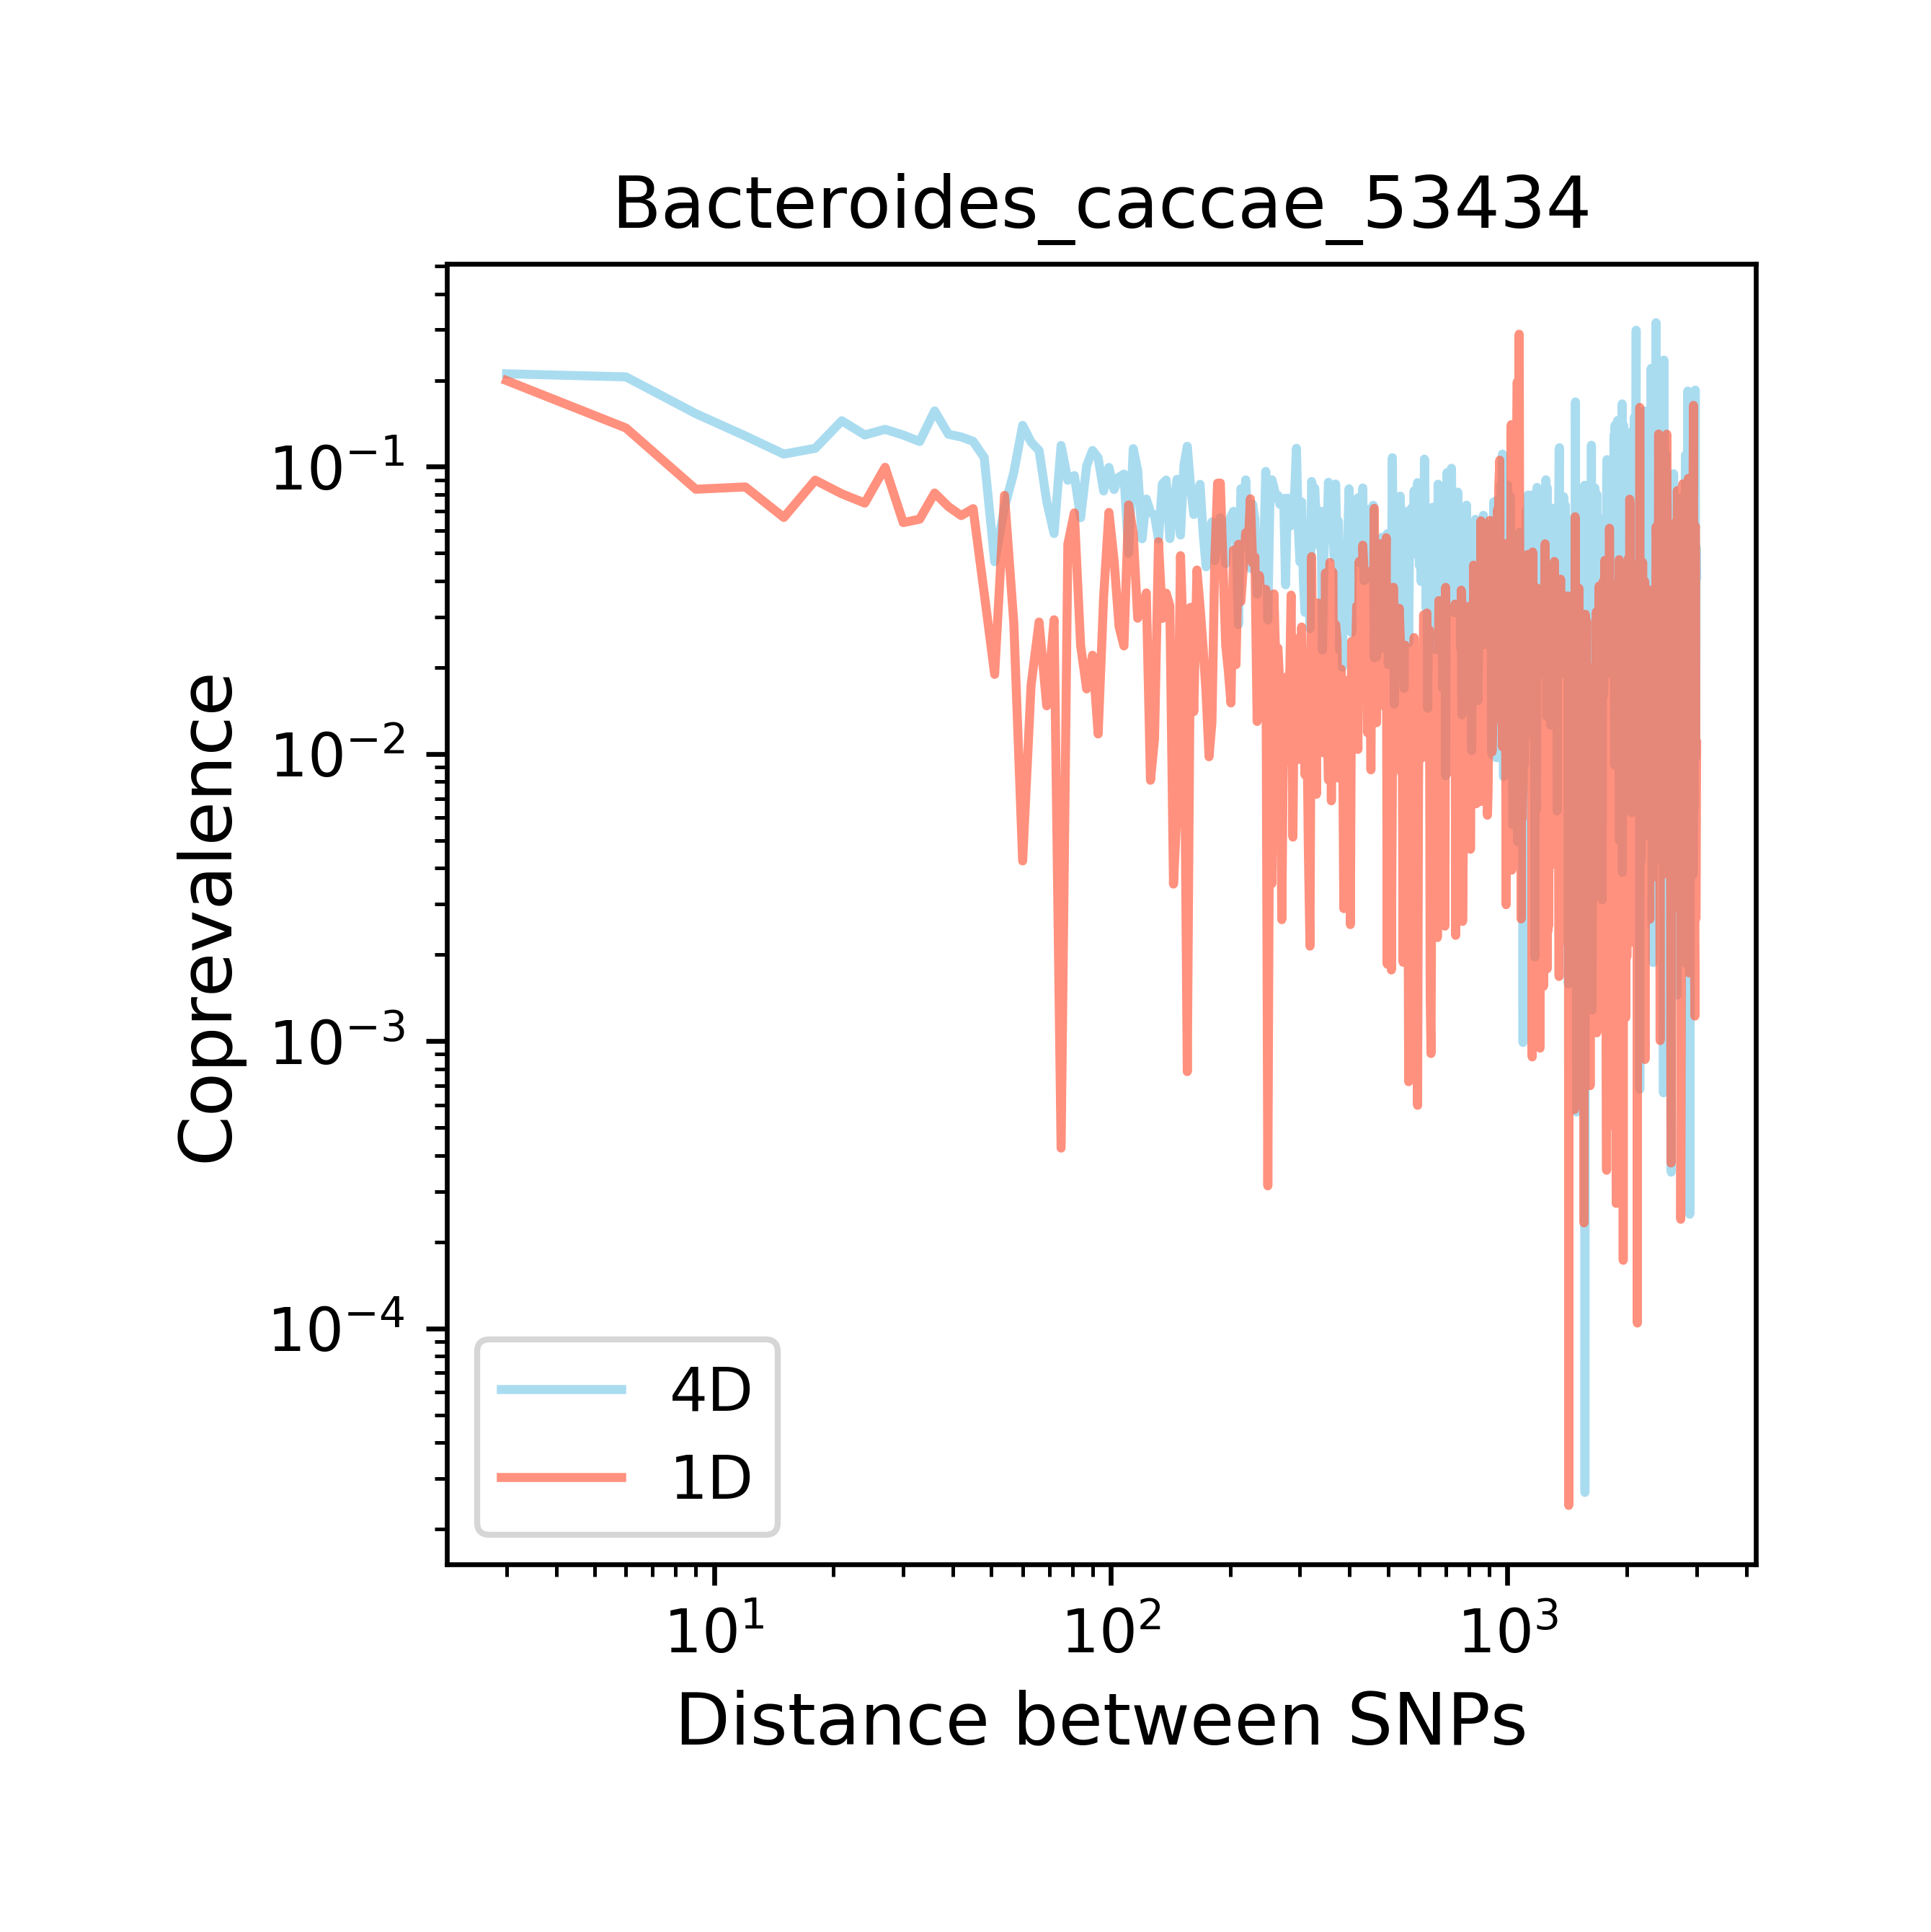 Bacteroides_caccae_53434
Coprevalence
10⁻¹
10⁻²
10⁻³
10⁻⁴
4D
1D
10¹ 10² 10³
Distance between SNPs